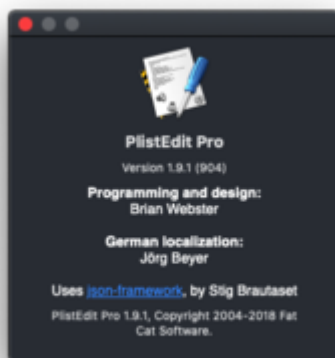 PlistEdit Pro
Version 1.9.1 (904)
Programming and design:
Brian Webster
German localization:
Jörg Beyer
Uses json-framework, by Stig Brautaset
PlistEdit Pro 1.9.1, Copyright 2004-2018 Fat
Cat Software.